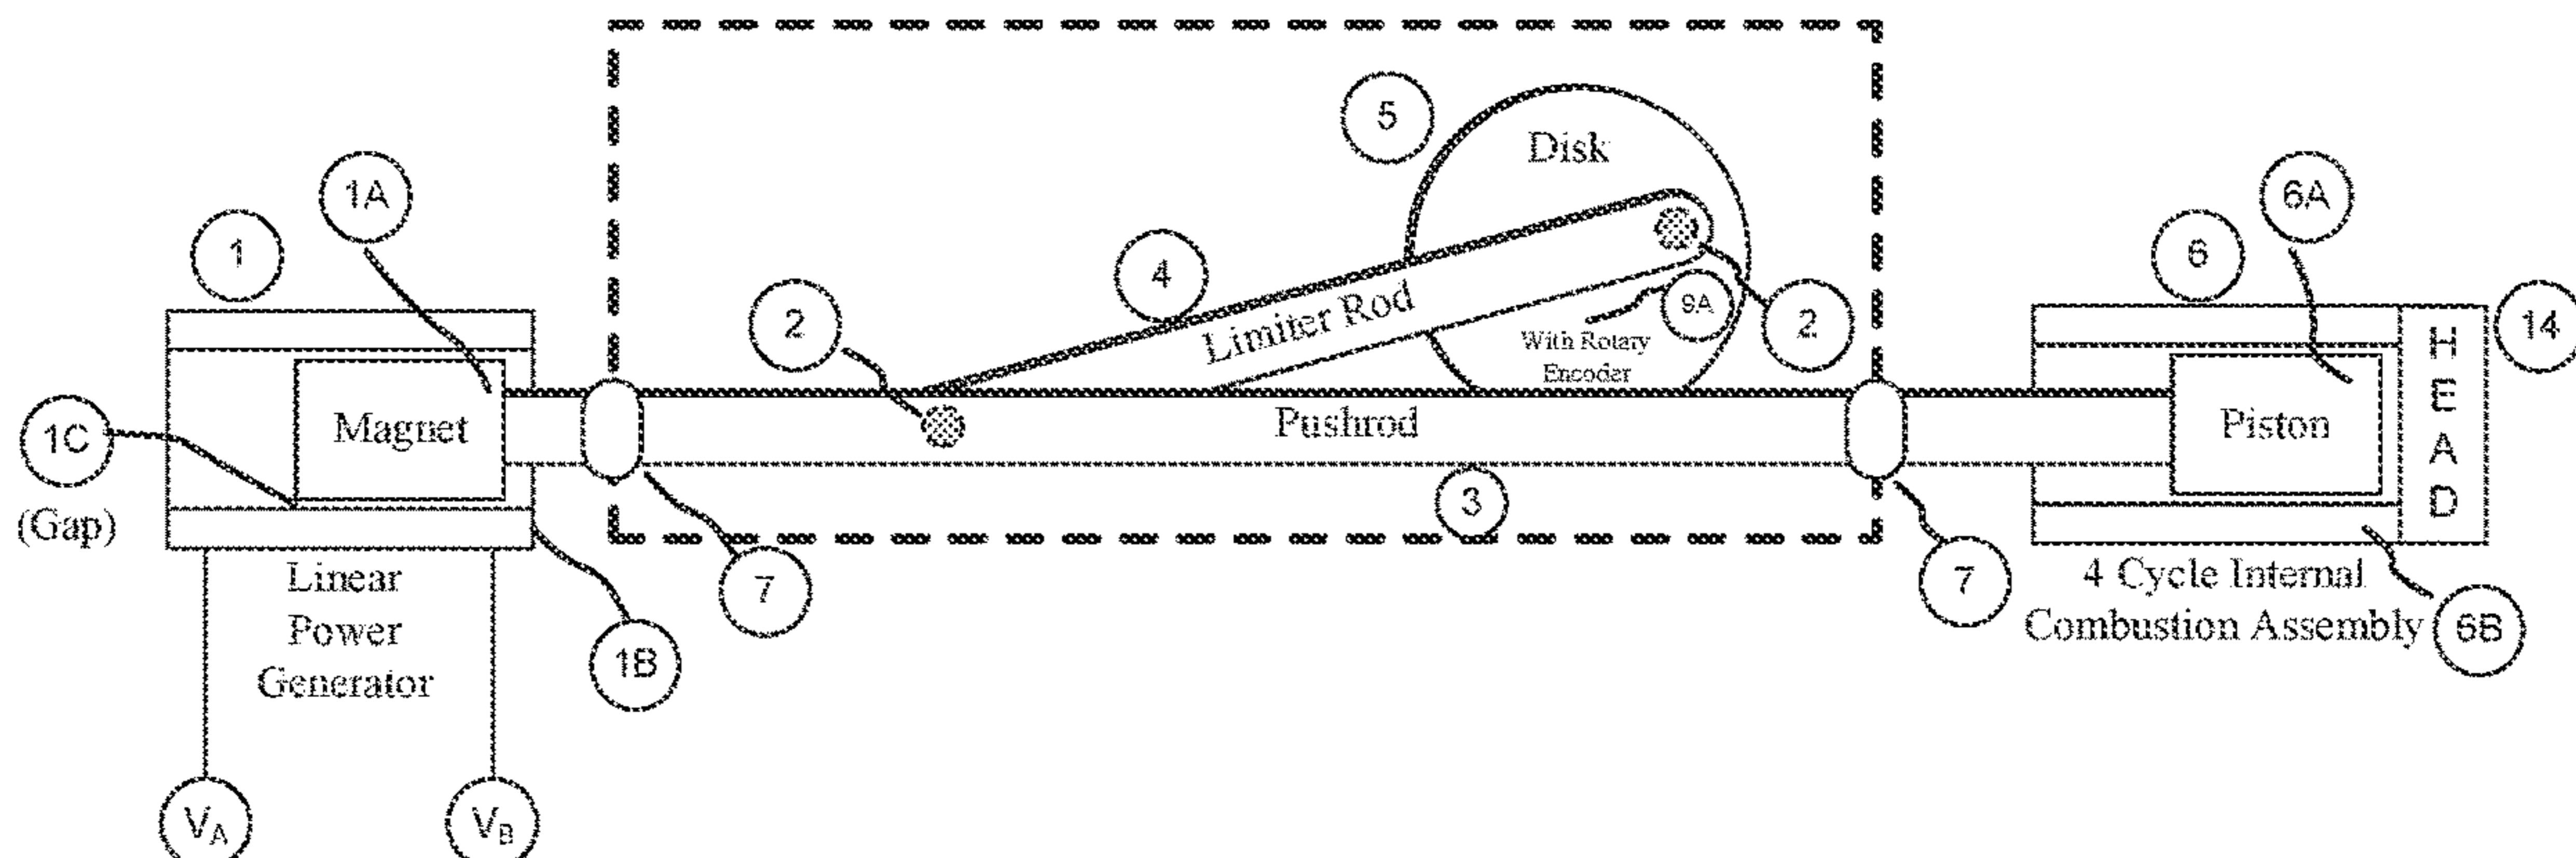 5
Disk
1A
6A
1
4
6
2
9A
2
14
Limiter Rod
With Rotary
Encoder
HEAD
1C
Magnet
Pushrod
Piston
(Gap)
3
Linear
Power
Generator
7
7
4 Cycle Internal
Combustion Assembly
6B
1B
VA
VB